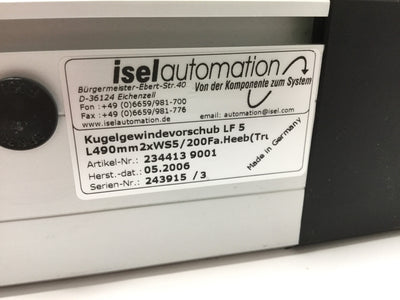 iselautomation
Von der Komponente zum System
Bürgermeister-Ebert-Str.40
D-36124 Eichenzell
Fon : +49 (0)6659/981-700
Fax : +49 (0)6659/981-776
www.iselautomation.de email: automation@isel.com
Kugelgewindevorschub LF 5
L490mm2xWS5/200Fa.Heeb(Tru
Artikel-Nr.: 234413 9001
Herst.-dat.: 05.2006
Serien-Nr.: 243915 / 3
Made in Germany